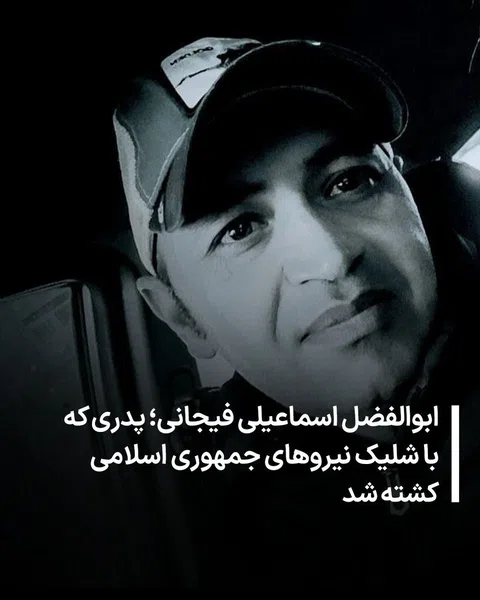 ابوالفضل اسماعیلی فیجانی؛ پدری که
با شلیک نیروهای جمهوری اسلامی
کشته شد